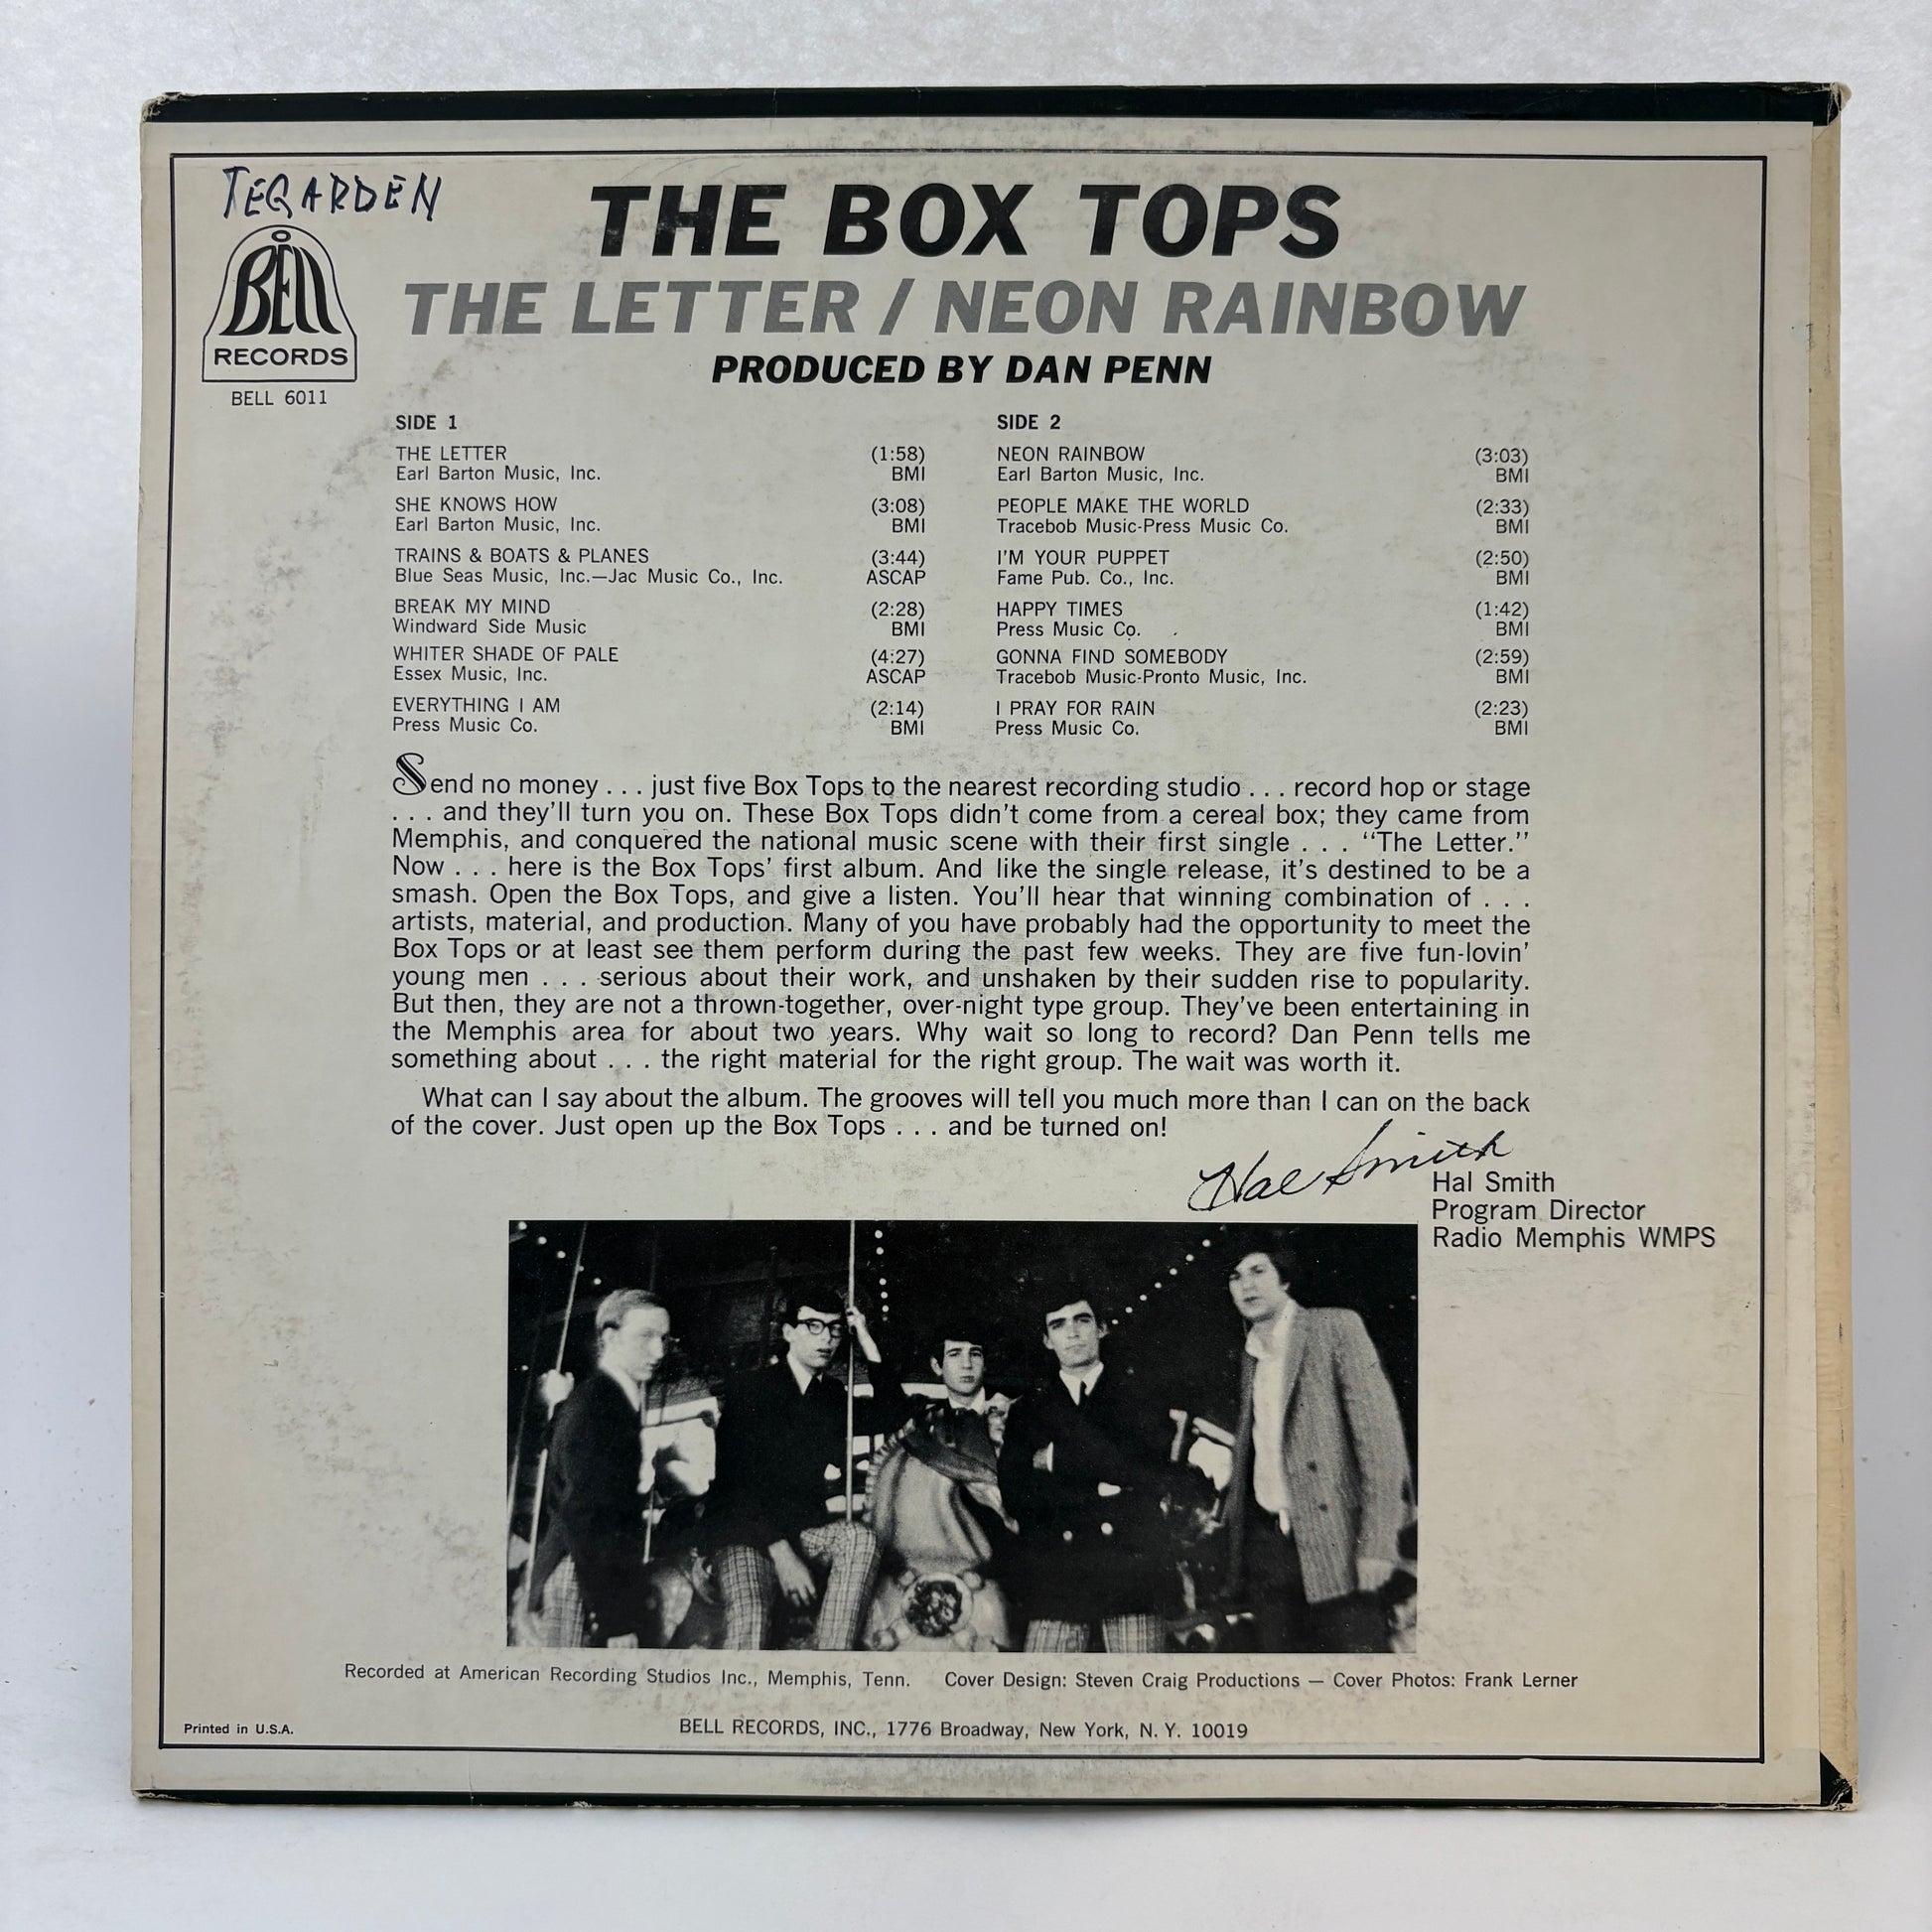 TEGARDEN
BELL
RECORDS
BELL 6011
THE BOX TOPS
THE LETTER / NEON RAINBOW
PRODUCED BY DAN PENN
SIDE 1
THE LETTER (1:58)
Earl Barton Music, Inc. BMI
SHE KNOWS HOW (3:08)
Earl Barton Music, Inc. BMI
TRAINS & BOATS & PLANES (3:44)
Blue Seas Music, Inc.—Jac Music Co., Inc. ASCAP
BREAK MY MIND (2:28)
Windward Side Music BMI
WHITER SHADE OF PALE (4:27)
Essex Music, Inc. ASCAP
EVERYTHING I AM (2:14)
Press Music Co. BMI
SIDE 2
NEON RAINBOW (3:03)
Earl Barton Music, Inc. BMI
PEOPLE MAKE THE WORLD (2:33)
Tracebob Music-Press Music Co. BMI
I'M YOUR PUPPET (2:50)
Fame Pub. Co., Inc. BMI
HAPPY TIMES (1:42)
Press Music Co. BMI
GONNA FIND SOMEBODY (2:59)
Tracebob Music-Pronto Music, Inc. BMI
I PRAY FOR RAIN (2:23)
Press Music Co. BMI
Send no money . . . just five Box Tops to the nearest recording studio . . . record hop or stage
. . . and they'll turn you on. These Box Tops didn't come from a cereal box; they came from
Memphis, and conquered the national music scene with their first single . . . "The Letter."
Now . . . here is the Box Tops' first album. And like the single release, it's destined to be a
smash. Open the Box Tops, and give a listen. You'll hear that winning combination of . . .
artists, material, and production. Many of you have probably had the opportunity to meet the
Box Tops or at least see them perform during the past few weeks. They are five fun-lovin'
young men . . . serious about their work, and unshaken by their sudden rise to popularity.
But then, they are not a thrown-together, over-night type group. They've been entertaining in
the Memphis area for about two years. Why wait so long to record? Dan Penn tells me
something about . . . the right material for the right group. The wait was worth it.
What can I say about the album. The grooves will tell you much more than I can on the back
of the cover. Just open up the Box Tops . . . and be turned on!
Hal Smith
Hal Smith
Program Director
Radio Memphis WMPS
Recorded at American Recording Studios Inc., Memphis, Tenn. Cover Design: Steven Craig Productions — Cover Photos: Frank Lerner
Printed in U.S.A.
BELL RECORDS, INC., 1776 Broadway, New York, N. Y. 10019